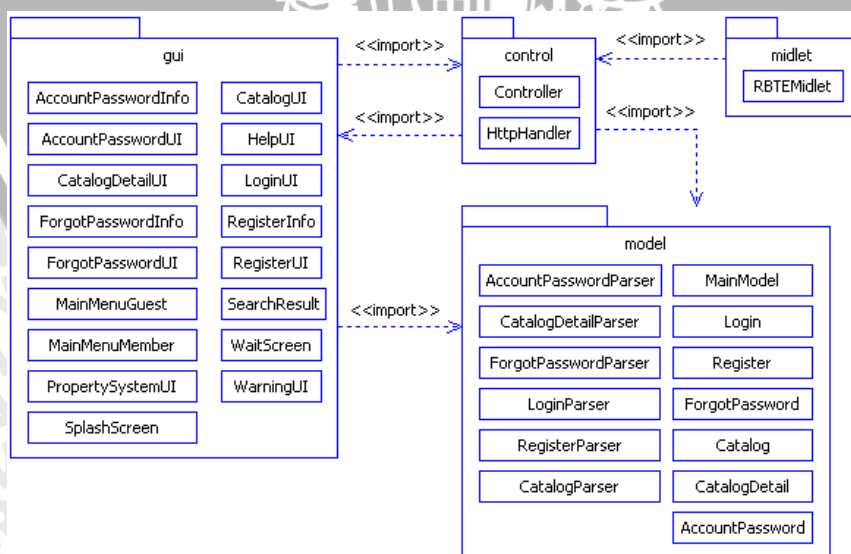 gui
AccountPasswordInfo
AccountPasswordUI
CatalogDetailUI
ForgotPasswordInfo
ForgotPasswordUI
MainMenuGuest
MainMenuMember
PropertySystemUI
SplashScreen
CatalogUI
HelpUI
LoginUI
RegisterInfo
RegisterUI
SearchResult
WaitScreen
WarningUI
<<import>>
<<import>>
<<import>>
control
Controller
HttpHandler
<<import>>
<<import>>
midlet
RBTEMidlet
model
AccountPasswordParser
CatalogDetailParser
ForgotPasswordParser
LoginParser
RegisterParser
CatalogParser
MainModel
Login
Register
ForgotPassword
Catalog
CatalogDetail
AccountPassword